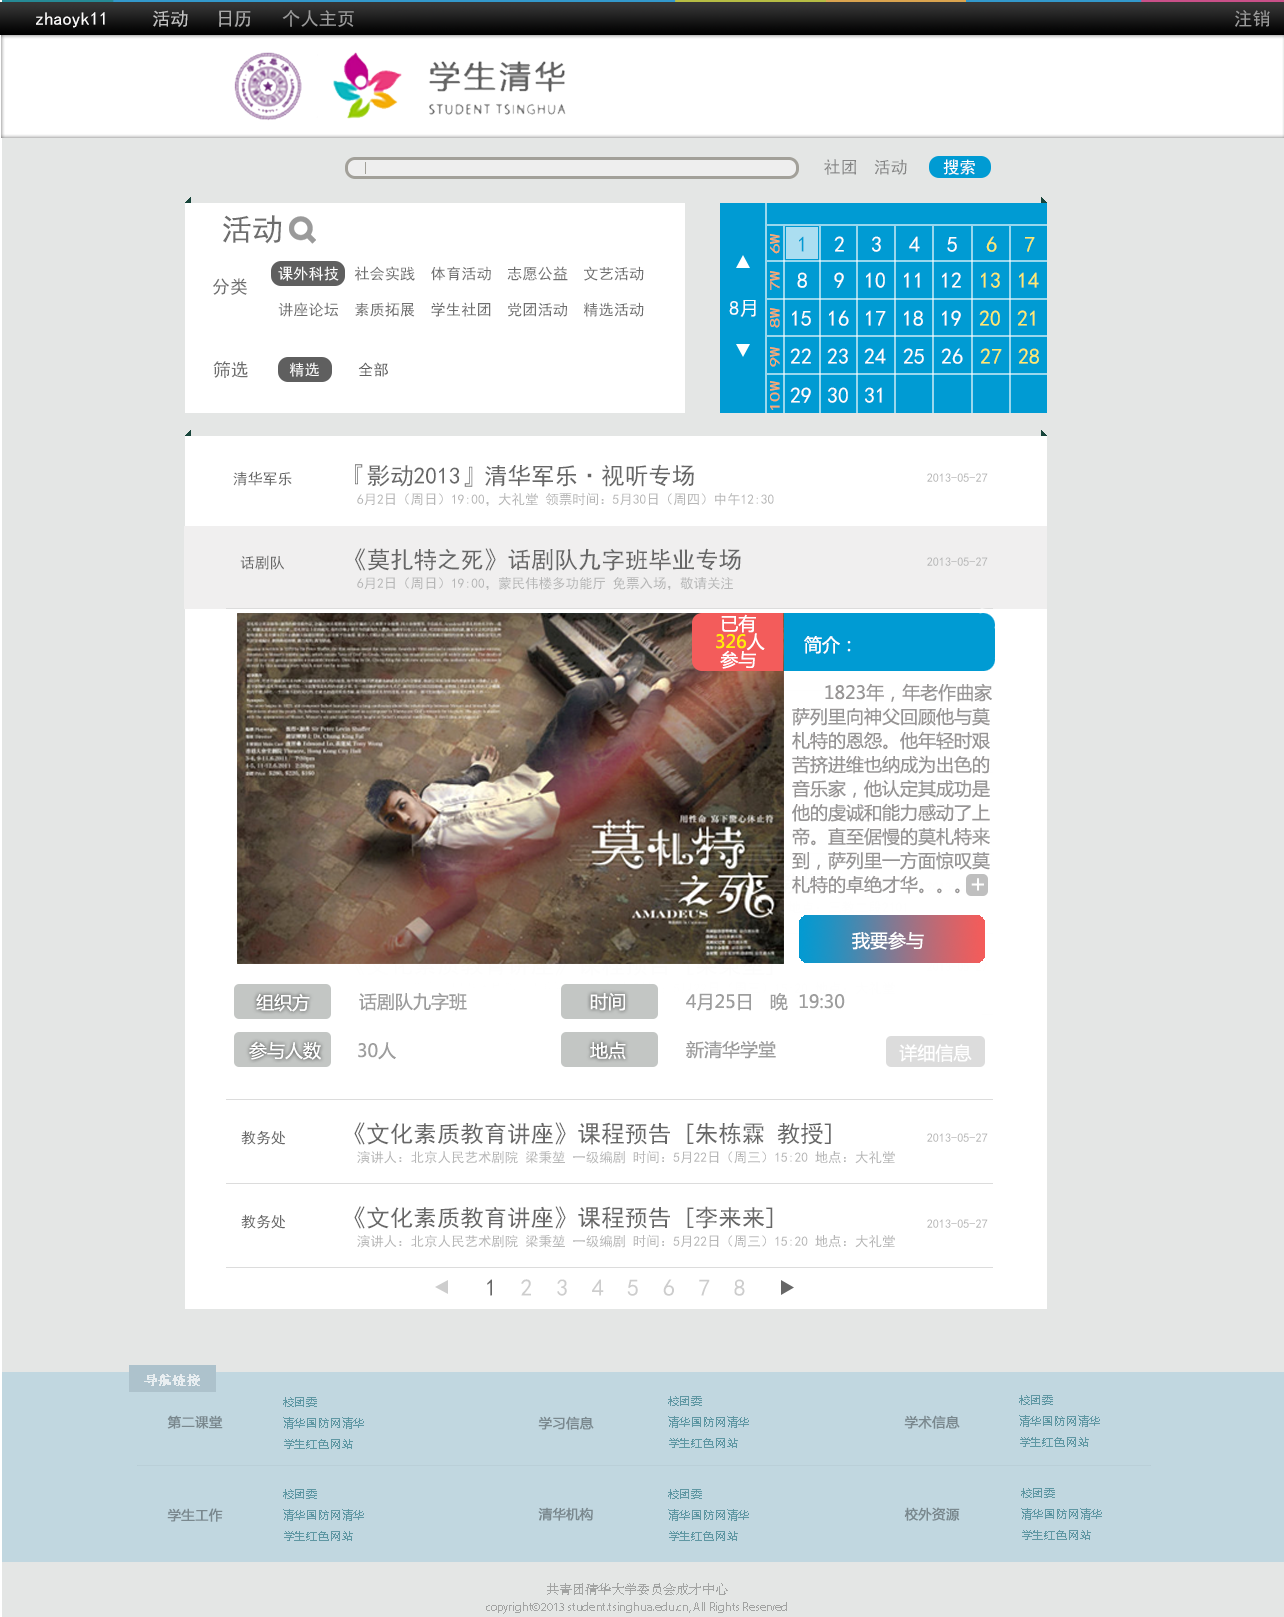 zhaoyk11 活动 日历 个人主页 注销
学生清华
STUDENT TSINGHUA
社团 活动 搜索
活动
分类 课外科技 社会实践 体育活动 志愿公益 文艺活动
讲座论坛 素质拓展 学生社团 党团活动 精选活动
筛选 精选 全部
8月
6W 1 2 3 4 5 6 7
7W 8 9 10 11 12 13 14
8W 15 16 17 18 19 20 21
9W 22 23 24 25 26 27 28
10W 29 30 31
清华军乐 『影动2013』清华军乐·视听专场 2013-05-27
6月2日（周日）19:00，大礼堂 领票时间：5月30日（周四）中午12:30
话剧队 《莫扎特之死》话剧队九字班毕业专场 2013-05-27
6月2日（周日）19:00，蒙民伟楼多功能厅 免票入场，敬请关注
已有
326人
参与
简介：
1823年，年老作曲家
萨列里向神父回顾他与莫
札特的恩怨。他年轻时艰
苦挤进维也纳成为出色的
音乐家，他认定其成功是
他的虔诚和能力感动了上
帝。直至倨慢的莫札特来
到，萨列里一方面惊叹莫
札特的卓绝才华。。。
莫札特
之死
AMADEUS
我要参与
组织方 话剧队九字班 时间 4月25日 晚 19:30
参与人数 30人 地点 新清华学堂 详细信息
教务处 《文化素质教育讲座》课程预告［朱栋霖 教授］ 2013-05-27
演讲人：北京人民艺术剧院 梁秉堃 一级编剧 时间：5月22日（周三）15:20 地点：大礼堂
教务处 《文化素质教育讲座》课程预告［李来来］ 2013-05-27
演讲人：北京人民艺术剧院 梁秉堃 一级编剧 时间：5月22日（周三）15:20 地点：大礼堂
1 2 3 4 5 6 7 8
导航链接
第二课堂 校团委
清华国防网清华
学生红色网站
学习信息 校团委
清华国防网清华
学生红色网站
学术信息 校团委
清华国防网清华
学生红色网站
学生工作 校团委
清华国防网清华
学生红色网站
清华机构 校团委
清华国防网清华
学生红色网站
校外资源 校团委
清华国防网清华
学生红色网站
共青团清华大学委员会成才中心
copyright©2013 student.tsinghua.edu.cn, All Rights Reserved